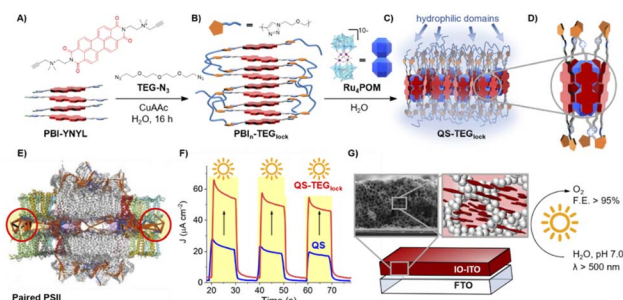 A)
B)
C)
D)
hydrophilic domains
10-
TEG-N3
CuAAc
H2O, 16 h
Ru4POM
H2O
PBI-YNYL
PBIn-TEGlock
QS-TEGlock
E)
F)
G)
QS-TEGlock
QS
J (µA cm-2)
60
40
20
0
20 30 40 50 60 70
Time (s)
O2
F.E. > 95%
H2O, pH 7.0
λ > 500 nm
IO-ITO
FTO
Paired PSII